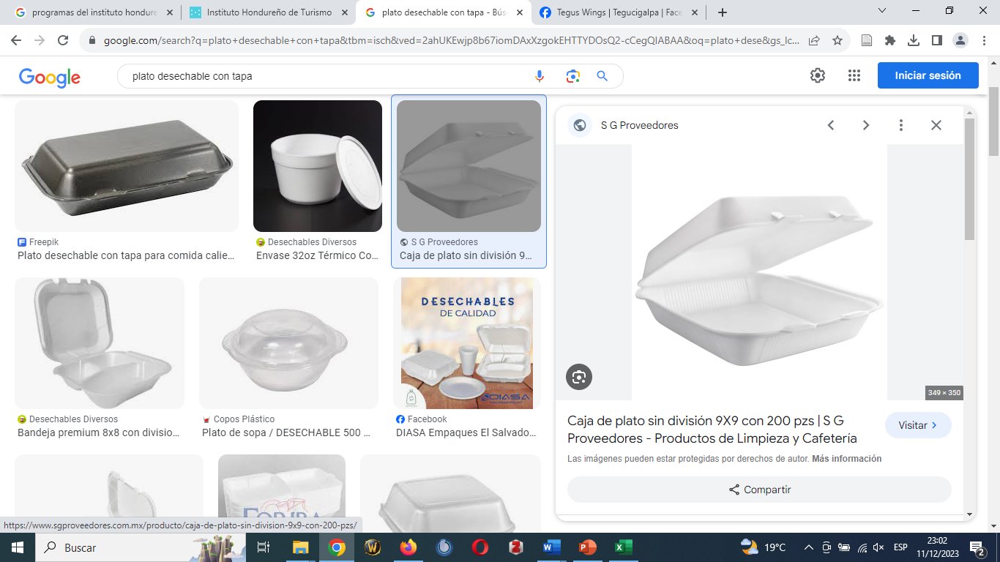 programas del instituto hondure
Instituto Hondureño de Turismo
plato desechable con tapa - Bús
Tegus Wings | Tegucigalpa | Face
google.com/search?q=plato+desechable+con+tapa&tbm=isch&ved=2ahUKEwjp8b67iomDAxXzgokEHTTYDOsQ2-cCegQIABAA&oq=plato+dese&gs_lc...
Google
plato desechable con tapa
Iniciar sesión
Freepik
Plato desechable con tapa para comida calie...
Desechables Diversos
Envase 32oz Térmico Co...
S G Proveedores
Caja de plato sin división 9...
DESECHABLES
DE CALIDAD
DIASA
Desechables Diversos
Bandeja premium 8x8 con divisio...
Copos Plástico
Plato de sopa / DESECHABLE 500 ...
Facebook
DIASA Empaques El Salvado...
S G Proveedores
349 × 350
Caja de plato sin división 9X9 con 200 pzs | S G
Proveedores - Productos de Limpieza y Cafetería
Visitar
Las imágenes pueden estar protegidas por derechos de autor. Más información
Compartir
https://www.sgproveedores.com.mx/producto/caja-de-plato-sin-division-9x9-con-200-pzs/
Buscar
19°C
ESP
23:02
11/12/2023
2